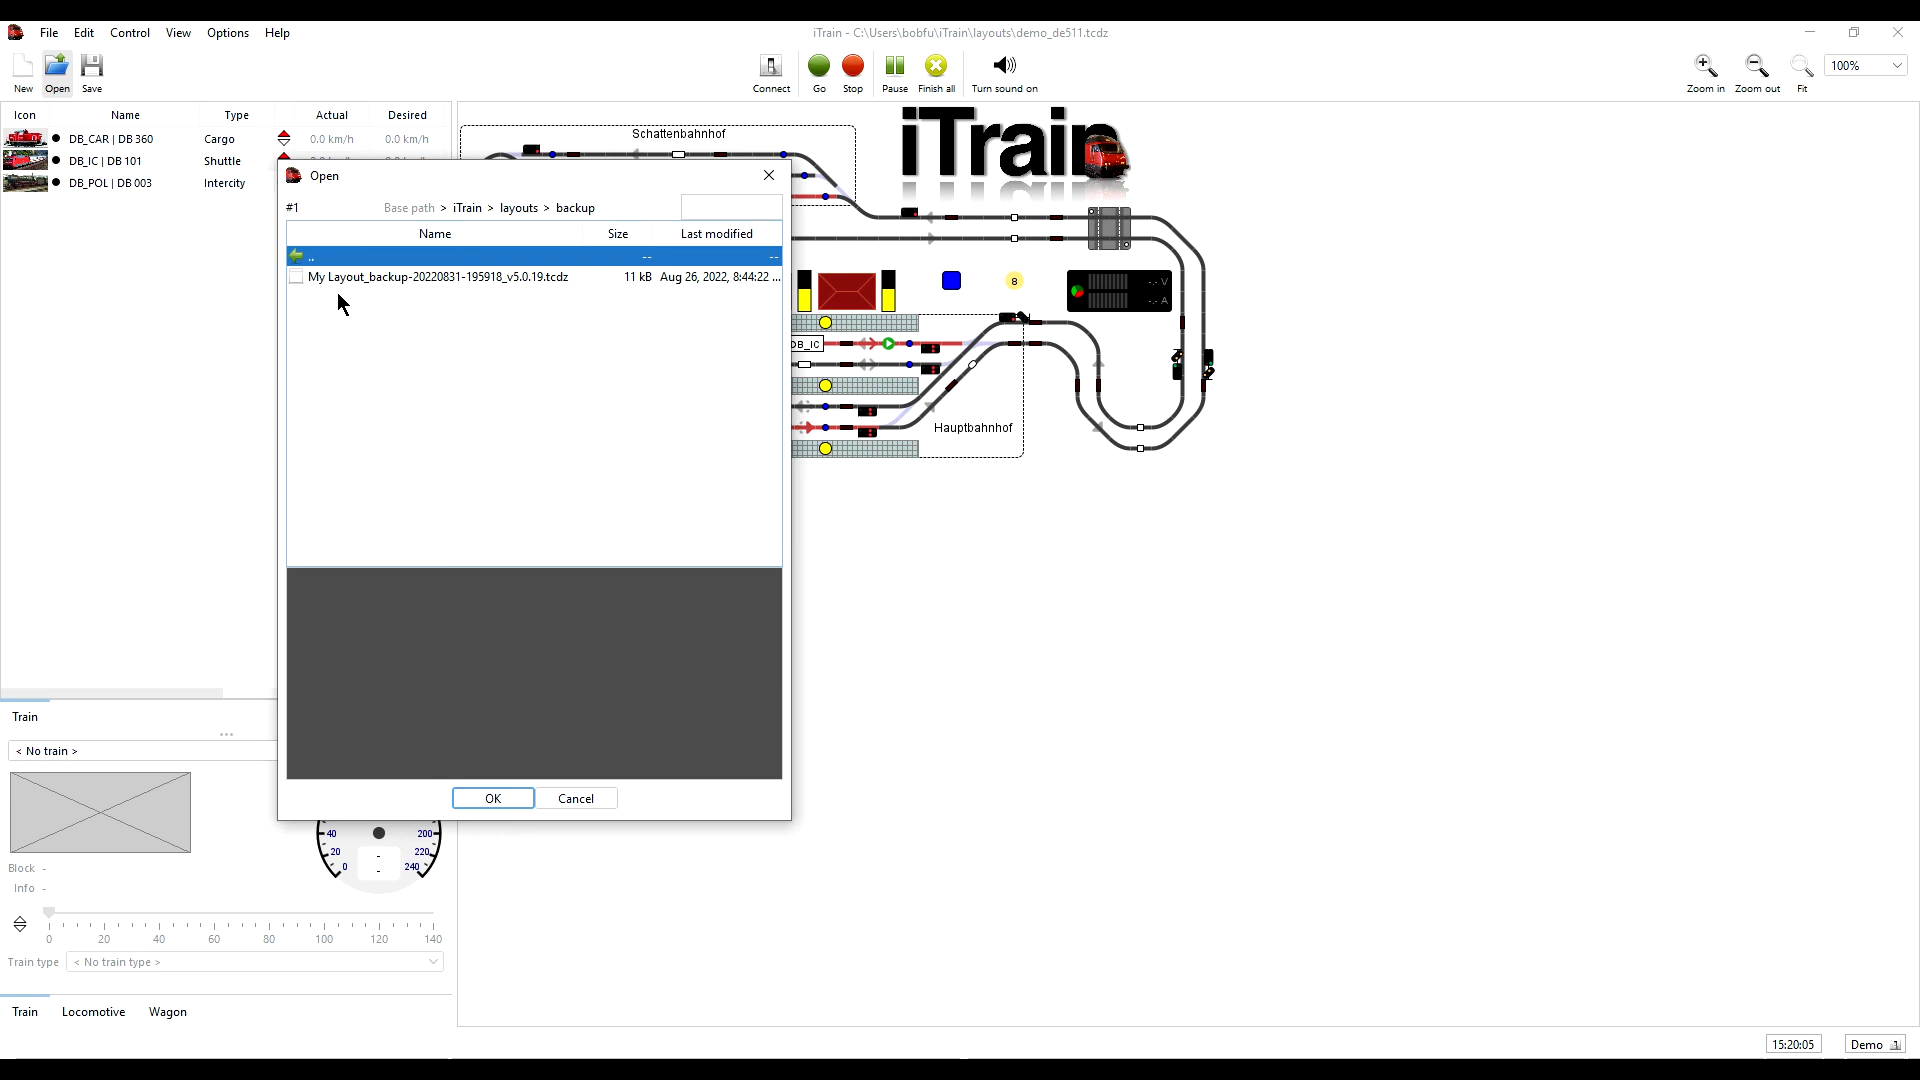 File Edit Control View Options Help
iTrain - C:\Users\bobfu\iTrain\layouts\demo_de511.tcdz
New Open Save
Connect Go Stop Pause Finish all Turn sound on
Zoom in Zoom out Fit
100%
Icon Name Type Actual Desired
DB_CAR | DB 360 Cargo 0.0 km/h 0.0 km/h
DB_IC | DB 101 Shuttle
DB_POL | DB 003 Intercity
Schattenbahnhof
iTrain
Open
#1 Base path > iTrain > layouts > backup
Name Size Last modified
.. -- --
My Layout_backup-20220831-195918_v5.0.19.tcdz 11 kB Aug 26, 2022, 8:44:22 ...
8
-.- V
-.- A
DB_IC
Hauptbahnhof
OK Cancel
Train
< No train >
40 200
20 220
0 240
-
-
Block -
Info -
0 20 40 60 80 100 120 140
Train type < No train type >
Train Locomotive Wagon
15:20:05 Demo